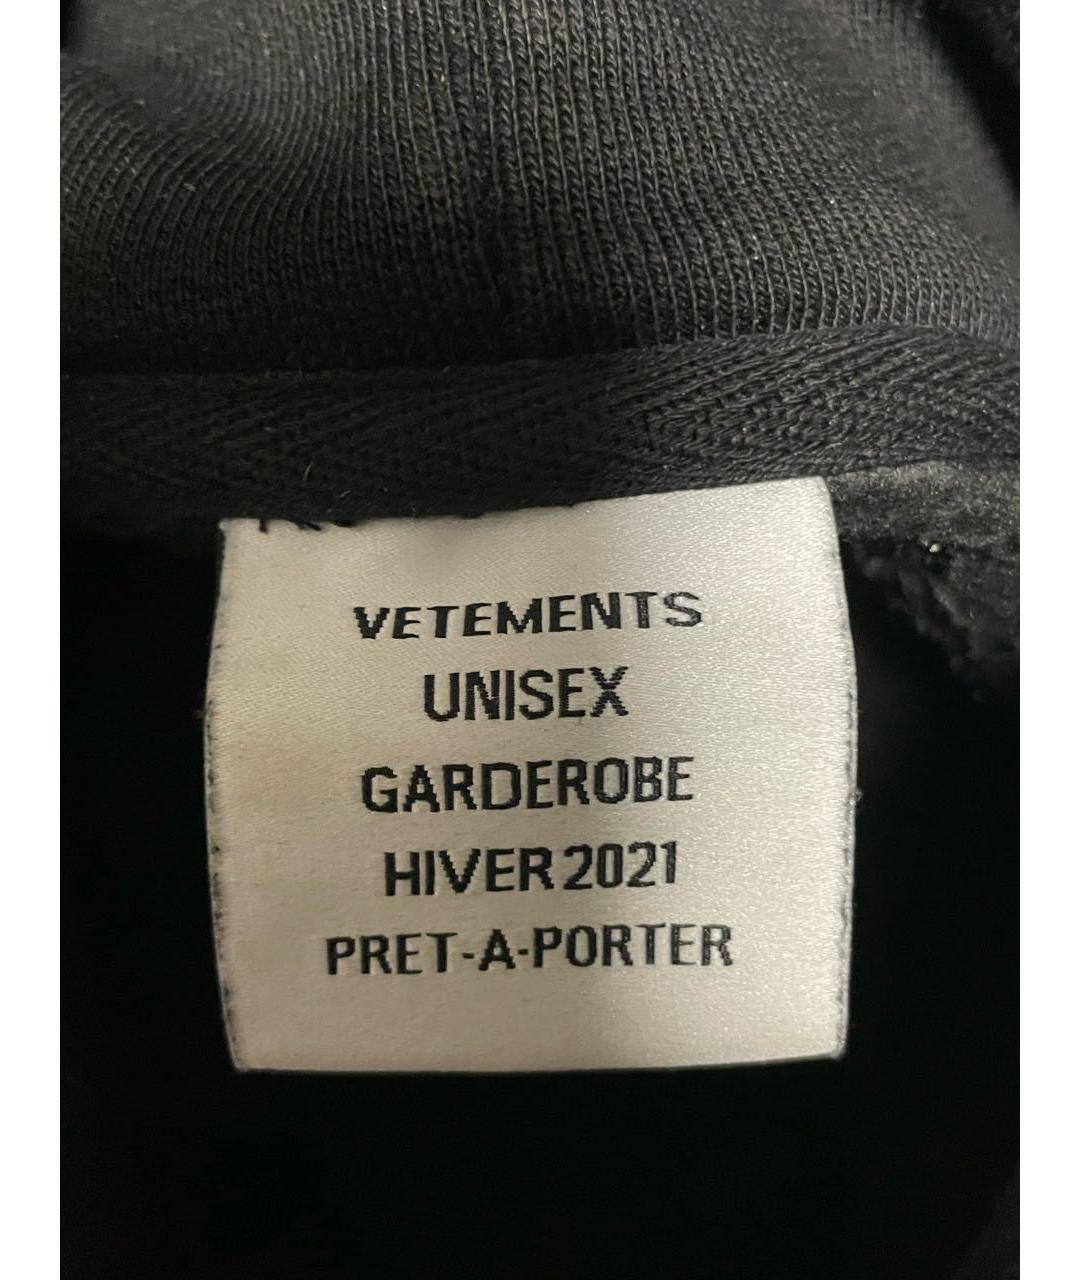 VETEMENTS
UNISEX
GARDEROBE
HIVER 2021
PRET-A-PORTER